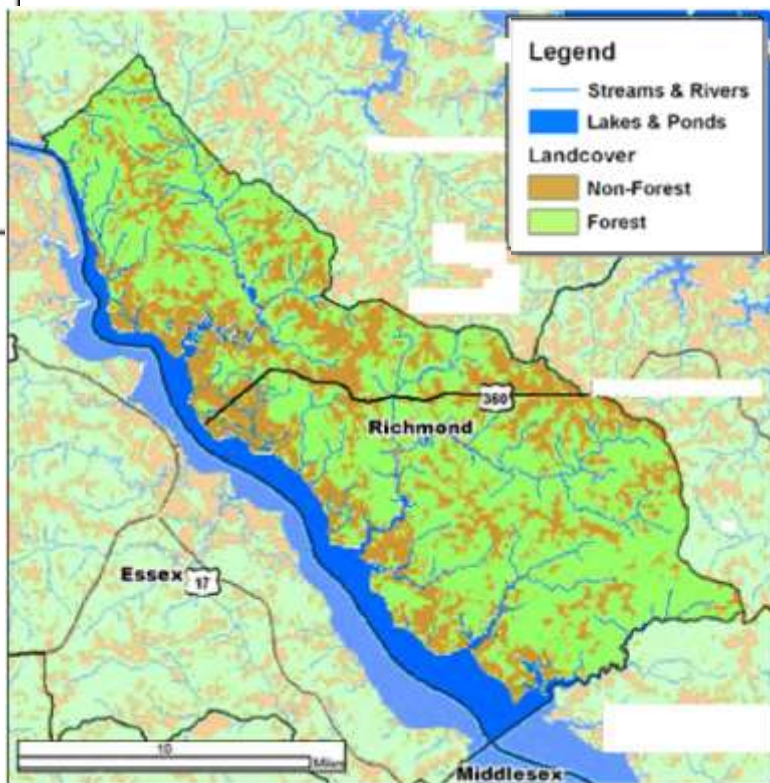 Legend
Streams & Rivers
Lakes & Ponds
Landcover
Non-Forest
Forest
360
Richmond
Essex
17
10
Miles
Middlesex